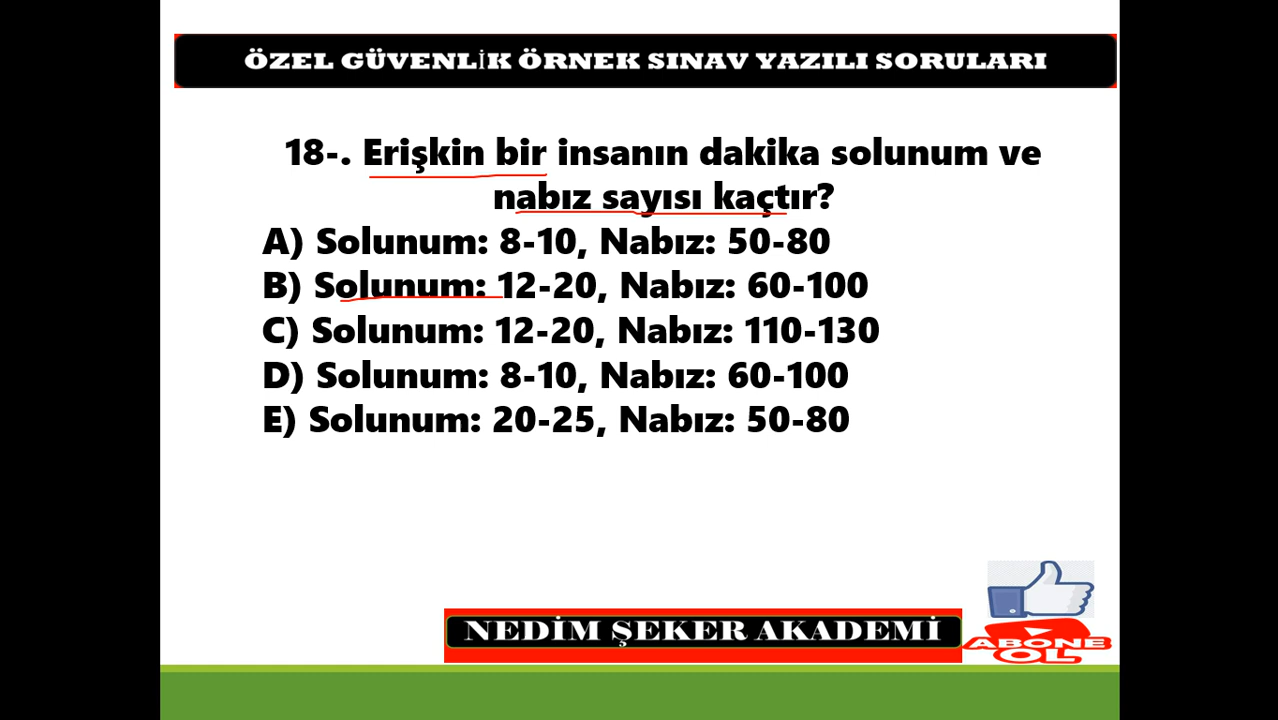 ÖZEL GÜVENLİK ÖRNEK SINAV YAZILI SORULARI
18-. Erişkin bir insanın dakika solunum ve
nabız sayısı kaçtır?
A) Solunum: 8-10, Nabız: 50-80
B) Solunum: 12-20, Nabız: 60-100
C) Solunum: 12-20, Nabız: 110-130
D) Solunum: 8-10, Nabız: 60-100
E) Solunum: 20-25, Nabız: 50-80
NEDİM ŞEKER AKADEMİ
ABONE
OL